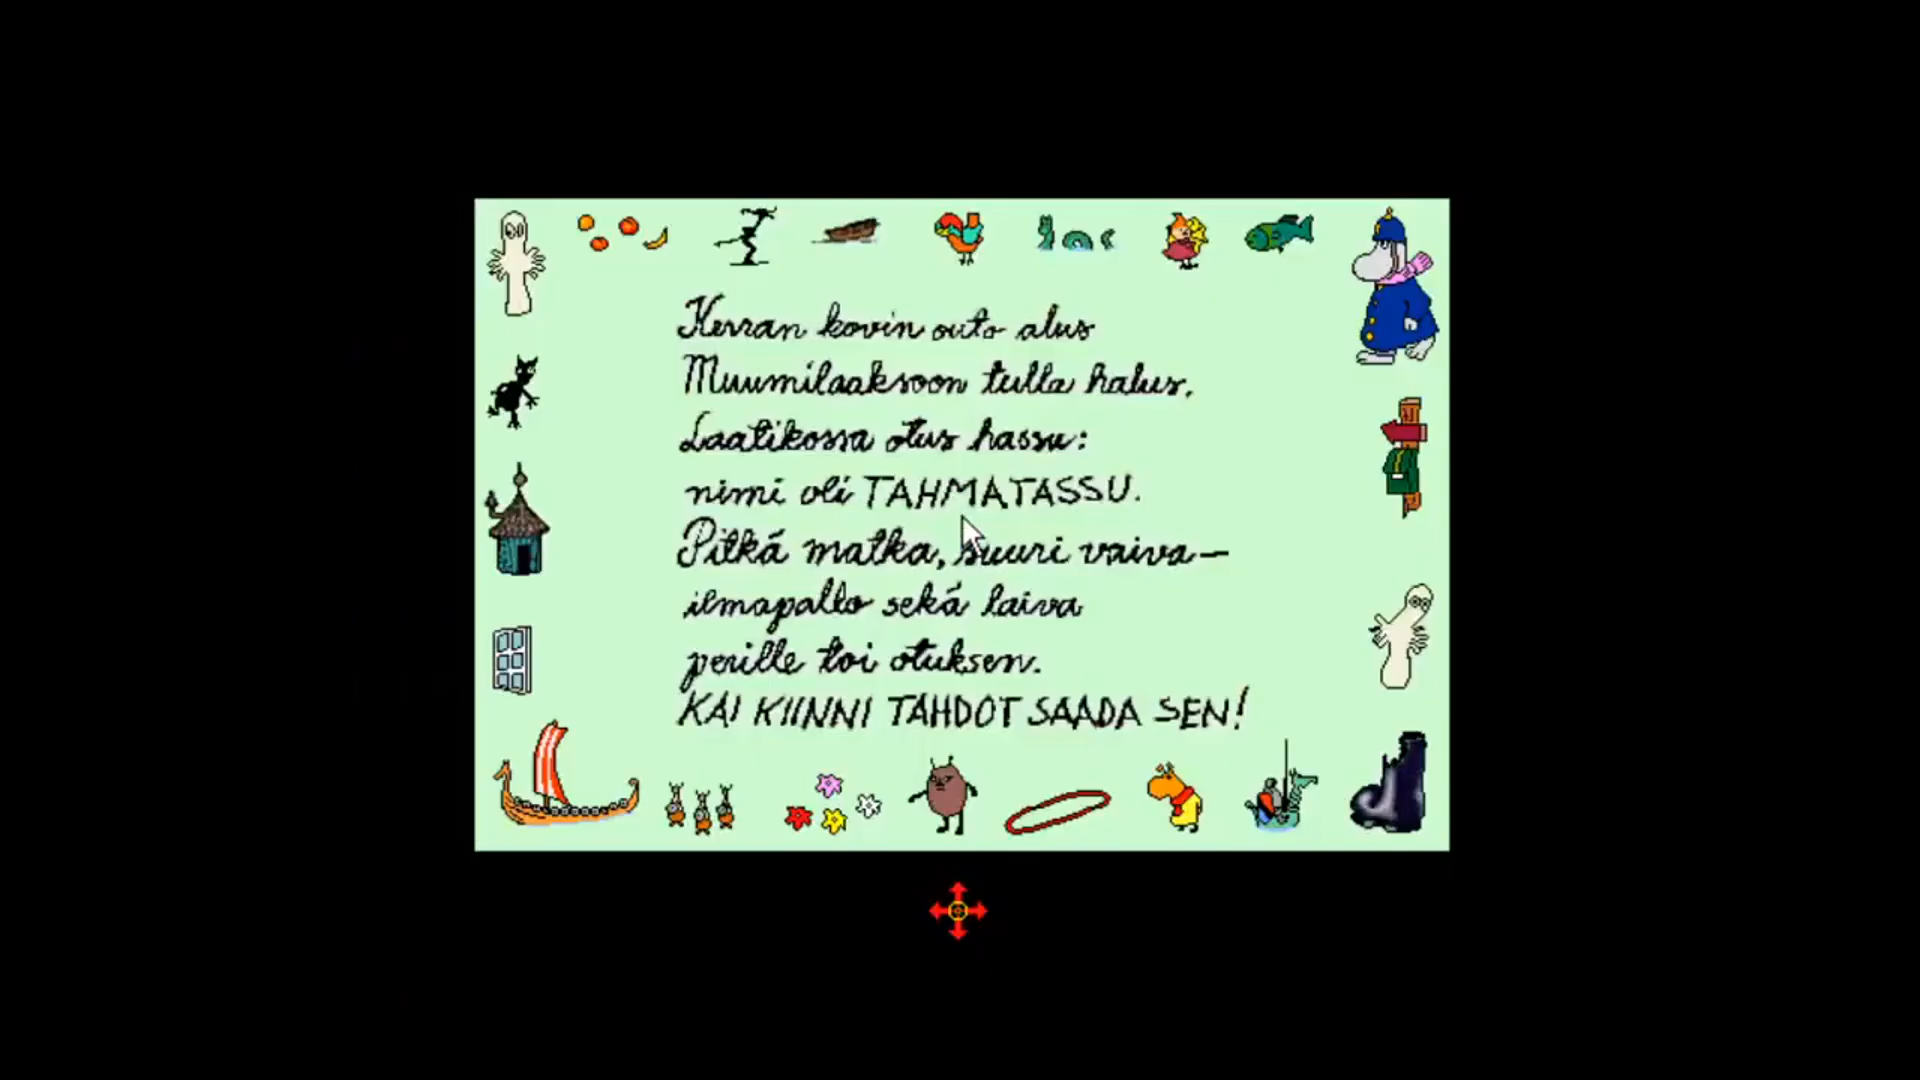 Kerran kovin outo alus
Muumilaaksoon tulla halus.
Laatikossa otus hassu:
nimi oli TAHMATASSU.
Pitkä matka, suuri vaiva—
ilmapallo sekä laiva
perille toi otuksen.
KAI KIINNI TAHDOT SAADA SEN!